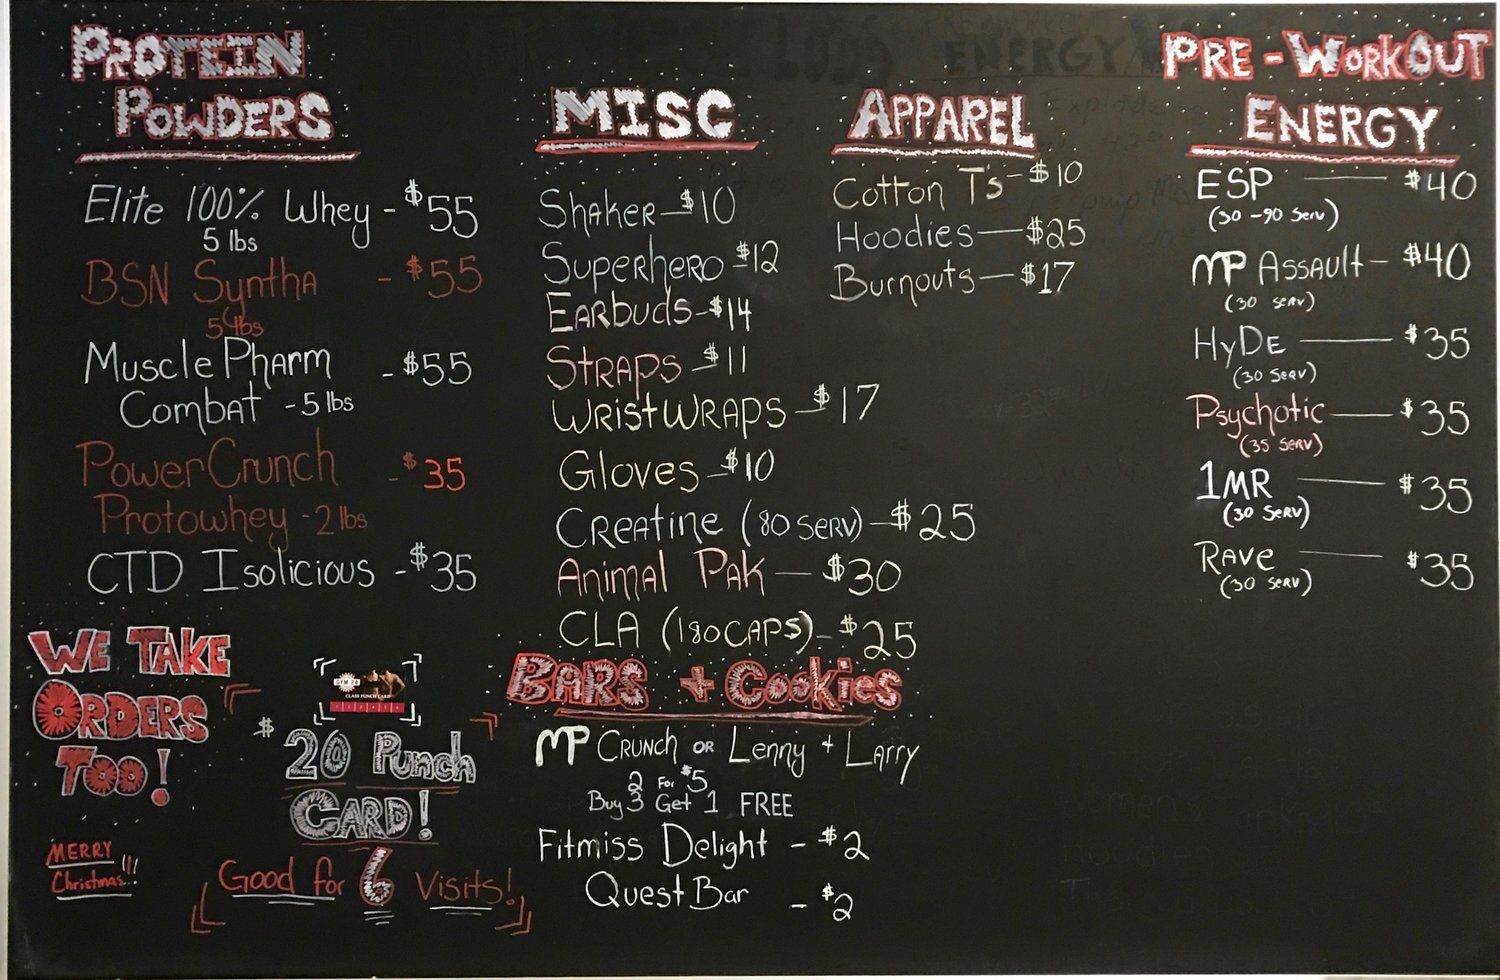 PROTEIN
POWDERS
Elite 100% Whey - $55
5 lbs
BSN Syntha - $55
MusclePharm - $55
Combat - 5 lbs
PowerCrunch - $35
Protowhey - 2 lbs
CTD Isolicious - $35
WE TAKE
ORDERS
TOO!
MERRY
Christmas!!!
GYM 24
CLASS PUNCH CARD
$20 Punch
CARD!
Good for 6 Visits!
MISC
Shaker - $10
Superhero - $12
Earbuds - $14
Straps - $11
Wristwraps - $17
Gloves - $10
Creatine (80 serv) - $25
Animal Pak - $30
CLA (180 caps) - $25
Bars + Cookies
MP Crunch or Lenny + Larry
2 For $5
Buy 3 Get 1 FREE
Fitmiss Delight - $2
Quest Bar - $2
APPAREL
Cotton T's - $10
Hoodies - $25
Burnouts - $17
PRE-WORKOUT
ENERGY
ESP - $40
(30-90 Serv)
MP Assault - $40
(30 serv)
HyDE - $35
(30 serv)
Psychotic - $35
(35 serv)
1MR - $35
(30 serv)
Rave - $35
(30 serv)